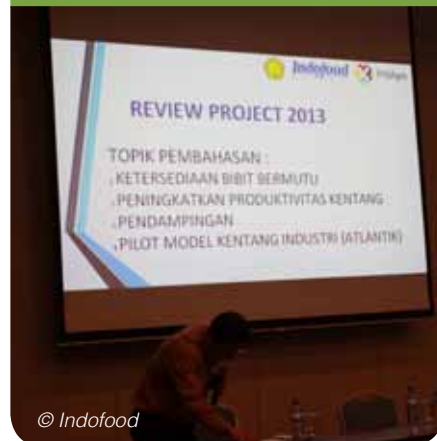 Indofood
REVIEW PROJECT 2013
TOPIK PEMBAHASAN :
KETERSEDIAAN BIBIT BERMUTU
PENINGKATKAN PRODUKTIVITAS KENTANG
PENDAMPINGAN
PILOT MODEL KENTANG INDUSTRI (ATLANTIK)
© Indofood